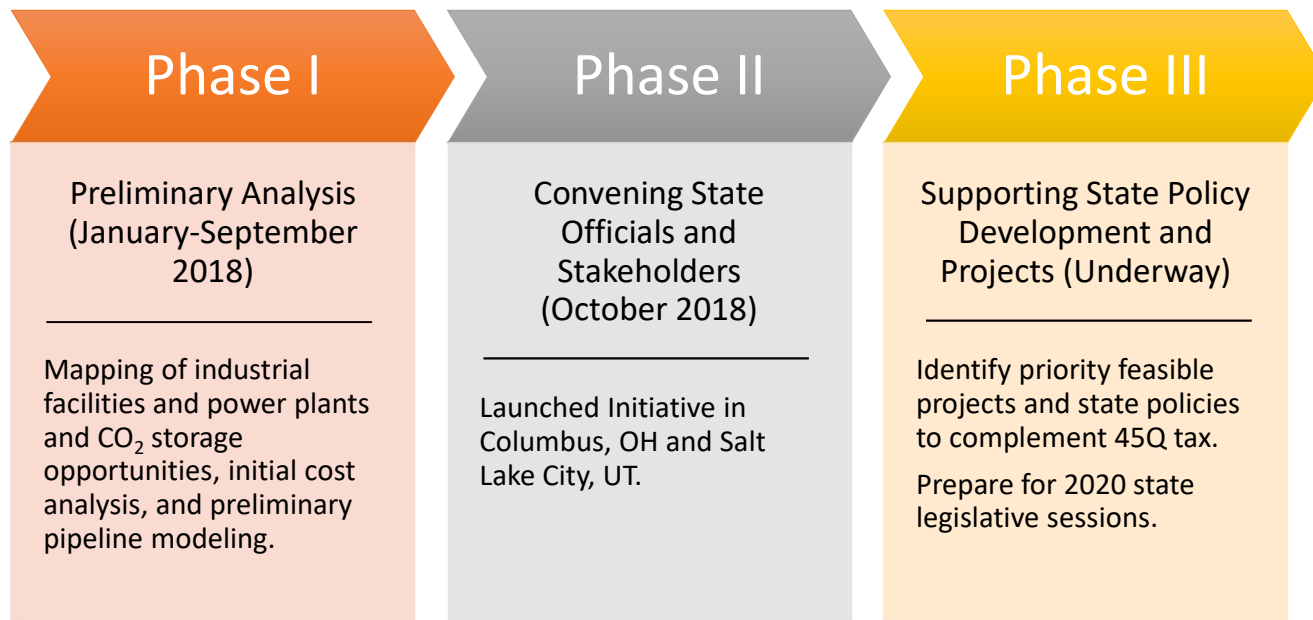 Phase I
Preliminary Analysis
(January-September
2018)
Mapping of industrial
facilities and power plants
and CO₂ storage
opportunities, initial cost
analysis, and preliminary
pipeline modeling.
Phase II
Convening State
Officials and
Stakeholders
(October 2018)
Launched Initiative in
Columbus, OH and Salt
Lake City, UT.
Phase III
Supporting State Policy
Development and
Projects (Underway)
Identify priority feasible
projects and state policies
to complement 45Q tax.
Prepare for 2020 state
legislative sessions.